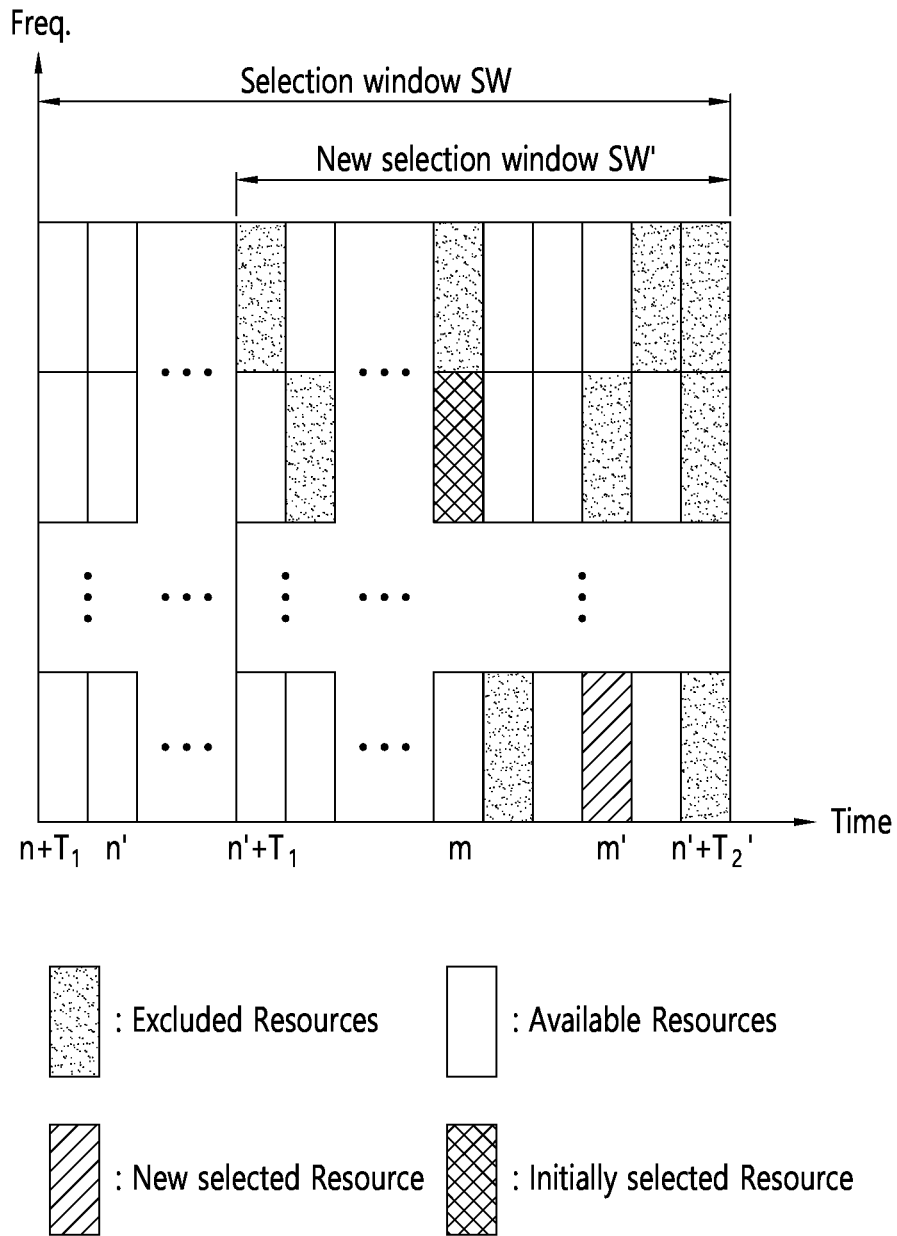 Freq.
Selection window SW
New selection window SW'
Time
n+T1 n' n'+T1 m m' n'+T2'
: Excluded Resources
: Available Resources
: New selected Resource
: Initially selected Resource